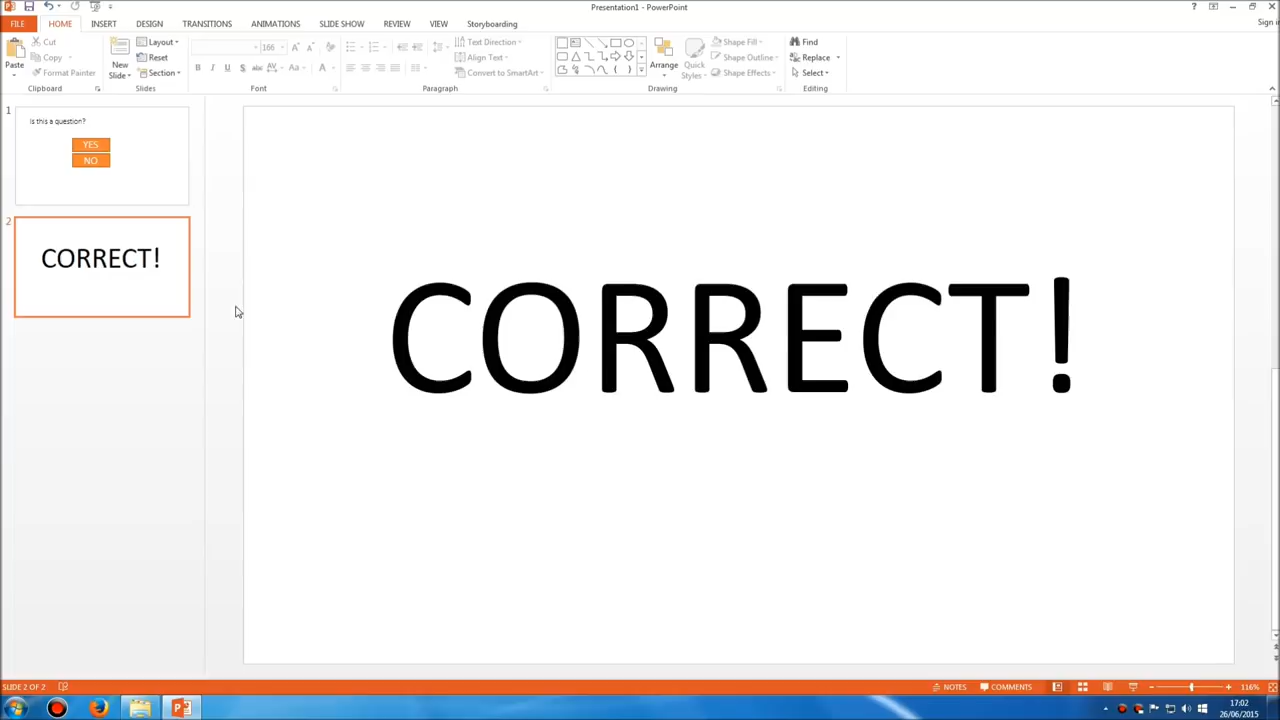 Presentation1 - PowerPoint
FILE HOME INSERT DESIGN TRANSITIONS ANIMATIONS SLIDE SHOW REVIEW VIEW Storyboarding
Sign in
Paste
Cut
Copy
Format Painter
Clipboard
New Slide
Layout
Reset
Section
Slides
166
Font
Text Direction
Align Text
Convert to SmartArt
Paragraph
Arrange
Quick Styles
Shape Fill
Shape Outline
Shape Effects
Drawing
Find
Replace
Select
Editing
1
Is this a question?
YES
NO
2
CORRECT!
CORRECT!
SLIDE 2 OF 2
NOTES
COMMENTS
116%
17:02
26/06/2015